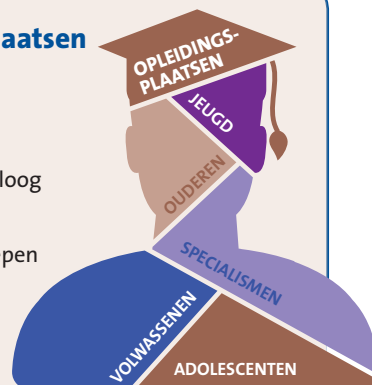 aatsen
OPLEIDINGS-
PLAATSEN
JEUGD
loog
OUDEREN
pen
SPECIALISMEN
VOLWASSENEN
ADOLESCENTEN